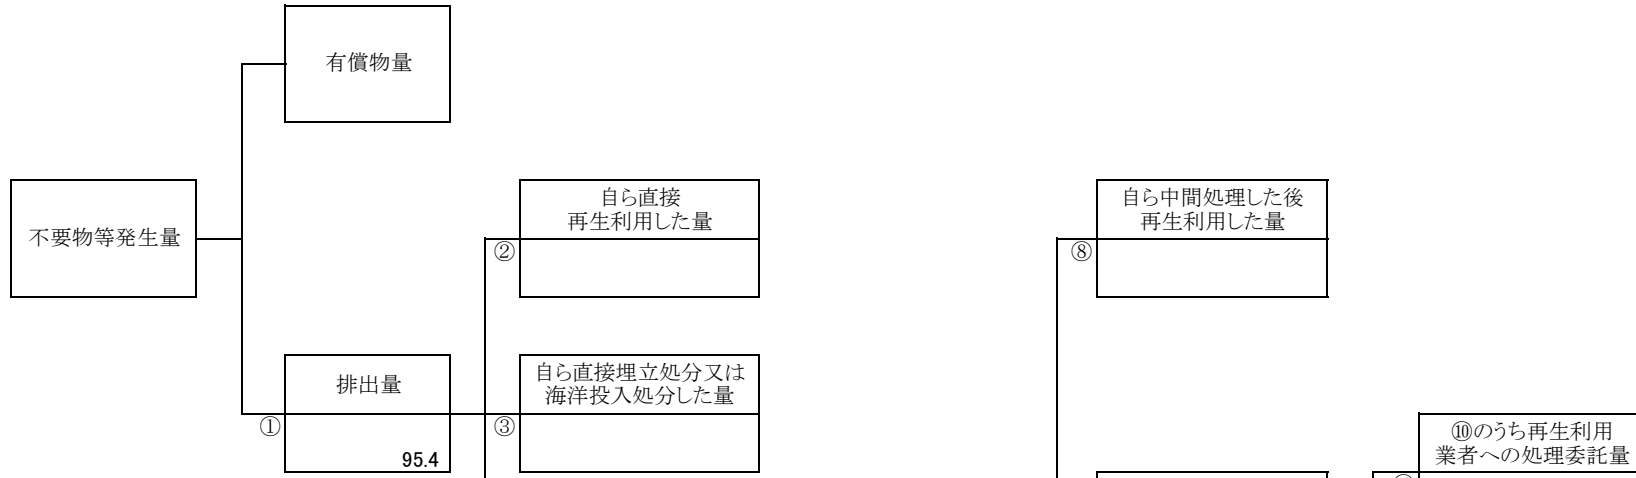 有償物量
不要物等発生量
自ら直接
再生利用した量
②
自ら中間処理した後
再生利用した量
⑧
排出量
①
95.4
自ら直接埋立処分又は
海洋投入処分した量
③
⑩のうち再生利用
業者への処理委託量